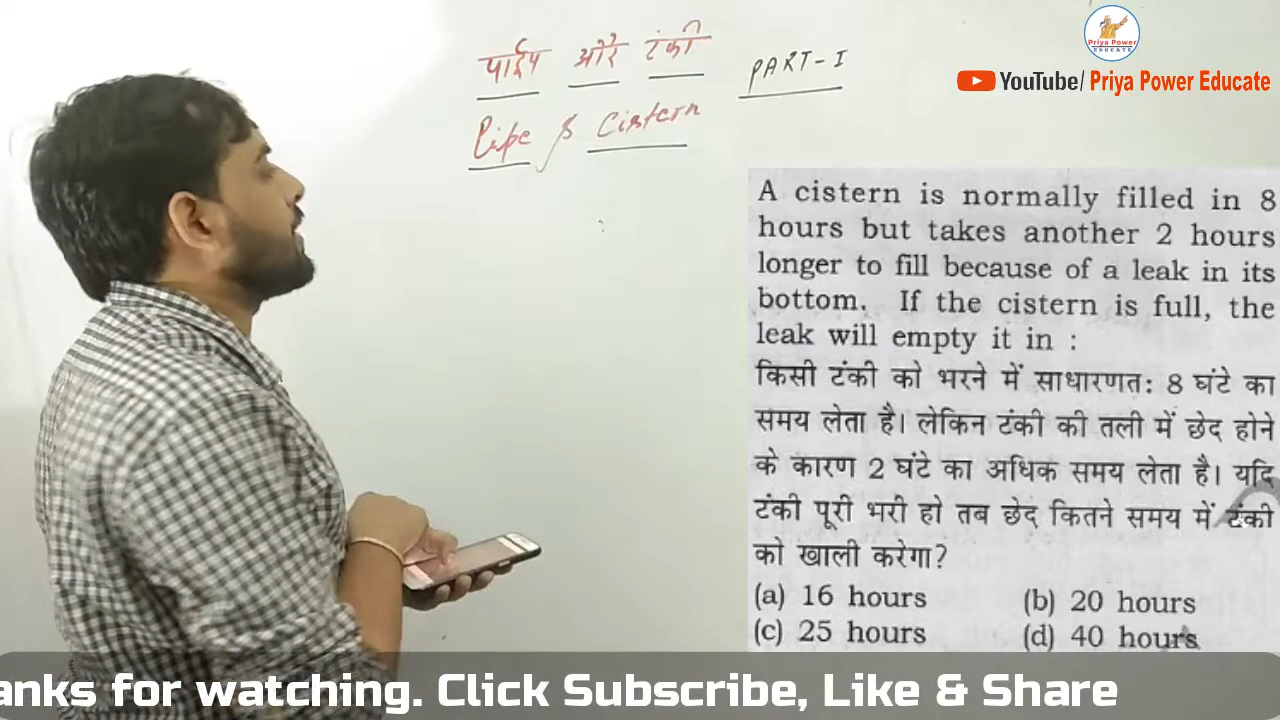 पाईप और टंकी PART-I
Pipe & Cistern
Priya Power
EDUCATE
YouTube/ Priya Power Educate
A cistern is normally filled in 8
hours but takes another 2 hours
longer to fill because of a leak in its
bottom. If the cistern is full, the
leak will empty it in :
किसी टंकी को भरने में साधारणतः 8 घंटे का
समय लेता है। लेकिन टंकी की तली में छेद होने
के कारण 2 घंटे का अधिक समय लेता है। यदि
टंकी पूरी भरी हो तब छेद कितने समय में टंकी
को खाली करेगा?
(a) 16 hours (b) 20 hours
(c) 25 hours (d) 40 hours
anks for watching. Click Subscribe, Like & Share